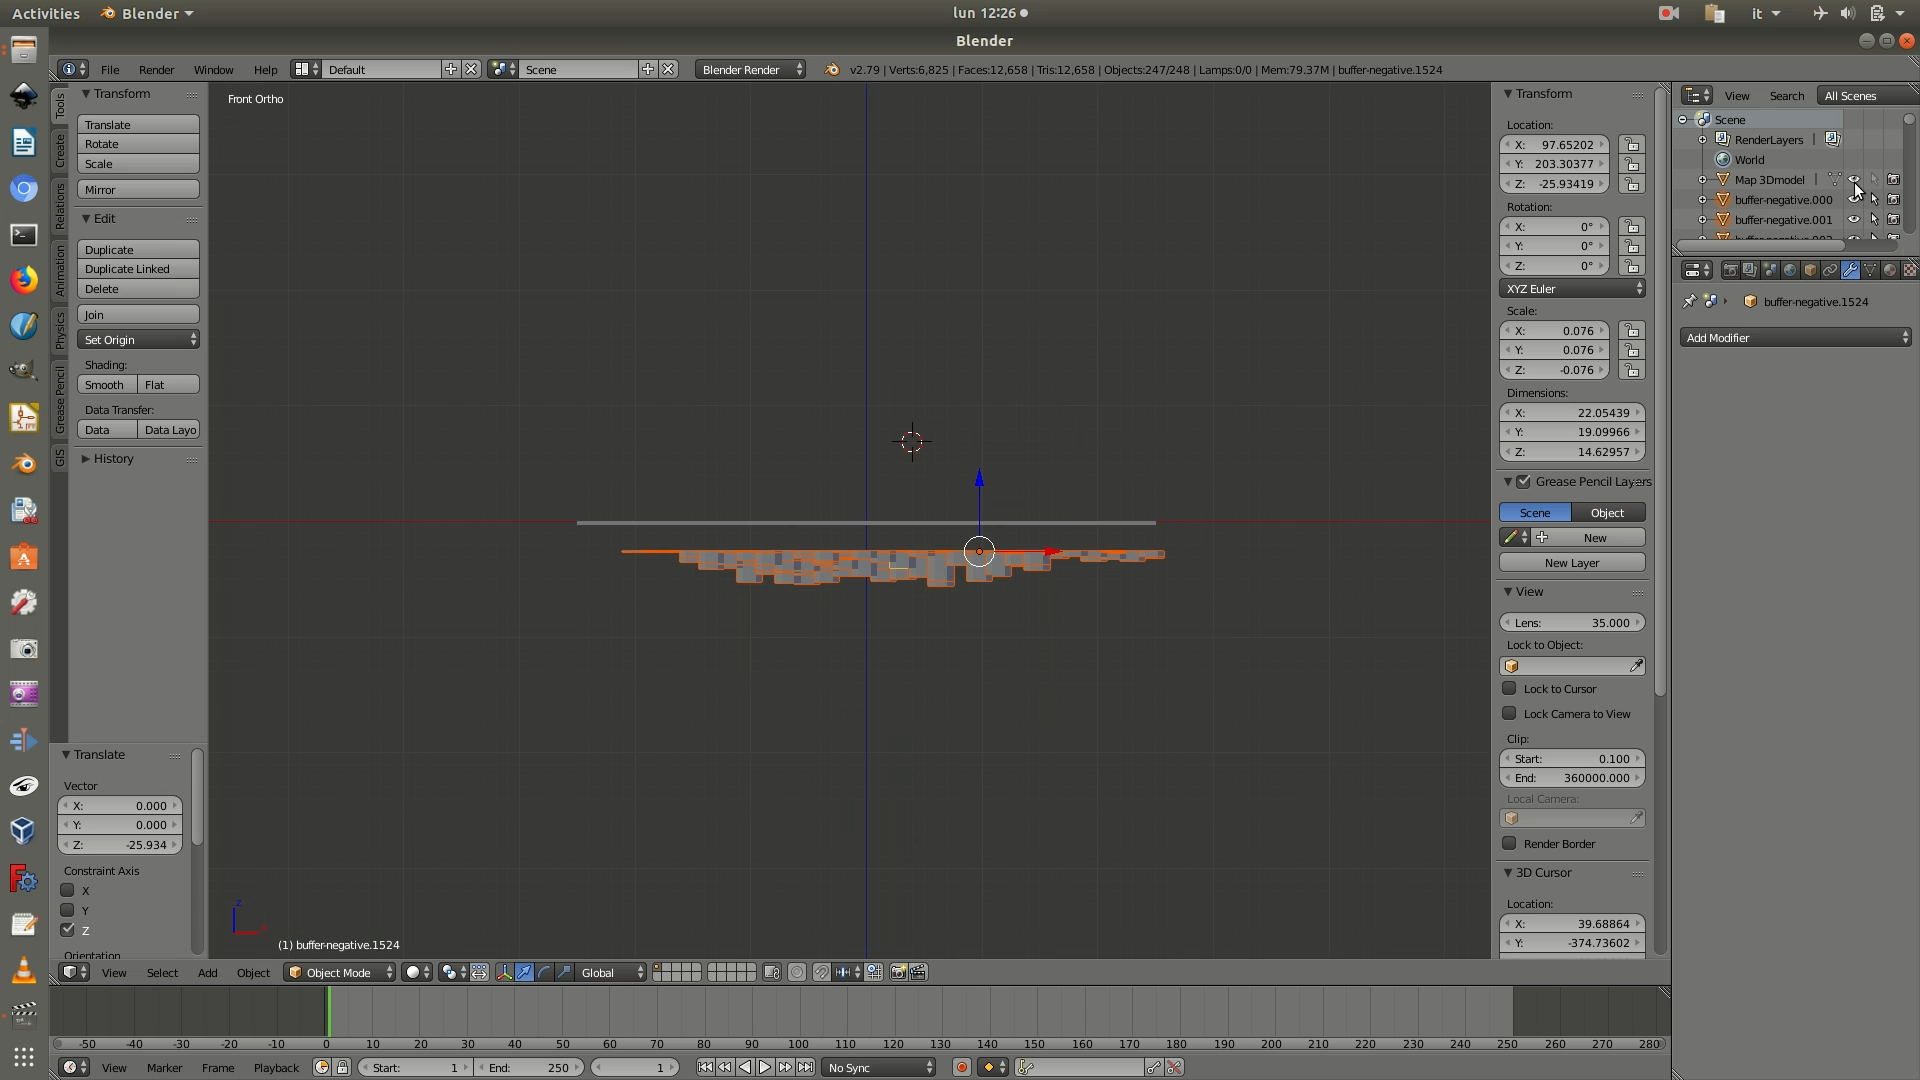 Activities
Blender
lun 12:26
it
Blender
File
Render
Window
Help
Default
Scene
Blender Render
v2.79 | Verts:6,825 | Faces:12,658 | Tris:12,658 | Objects:247/248 | Lamps:0/0 | Mem:79.37M | buffer-negative.1524
Tools
Create
Relations
Animation
Physics
Grease Pencil
GIS
Transform
Translate
Rotate
Scale
Mirror
Edit
Duplicate
Duplicate Linked
Delete
Join
Set Origin
Shading:
Smooth
Flat
Data Transfer:
Data
Data Layo
History
Translate
Vector
X: 0.000
Y: 0.000
Z: -25.934
Constraint Axis
X
Y
Z
Orientation
Front Ortho
(1) buffer-negative.1524
Transform
Location:
X: 97.65202
Y: 203.30377
Z: -25.93419
Rotation:
X: 0°
Y: 0°
Z: 0°
XYZ Euler
Scale:
X: 0.076
Y: 0.076
Z: -0.076
Dimensions:
X: 22.05439
Y: 19.09966
Z: 14.62957
Grease Pencil Layers
Scene
Object
New
New Layer
View
Lens: 35.000
Lock to Object:
Lock to Cursor
Lock Camera to View
Clip:
Start: 0.100
End: 360000.000
Local Camera:
Render Border
3D Cursor
Location:
X: 39.68864
Y: -374.73602
View
Search
All Scenes
Scene
RenderLayers
World
Map 3Dmodel
buffer-negative.000
buffer-negative.001
buffer-negative.1524
Add Modifier
View
Select
Add
Object
Object Mode
Global
-50 -40 -30 -20 -10 0 10 20 30 40 50 60 70 80 90 100 110 120 130 140 150 160 170 180 190 200 210 220 230 240 250 260 270 280
View
Marker
Frame
Playback
Start: 1
End: 250
1
No Sync